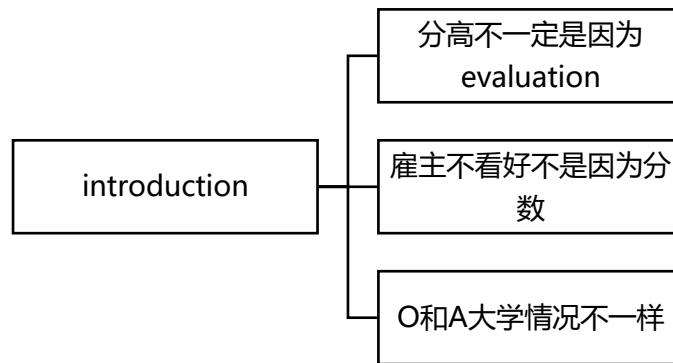 introduction
分高不一定是因为
evaluation
雇主不看好不是因为分
数
O和A大学情况不一样